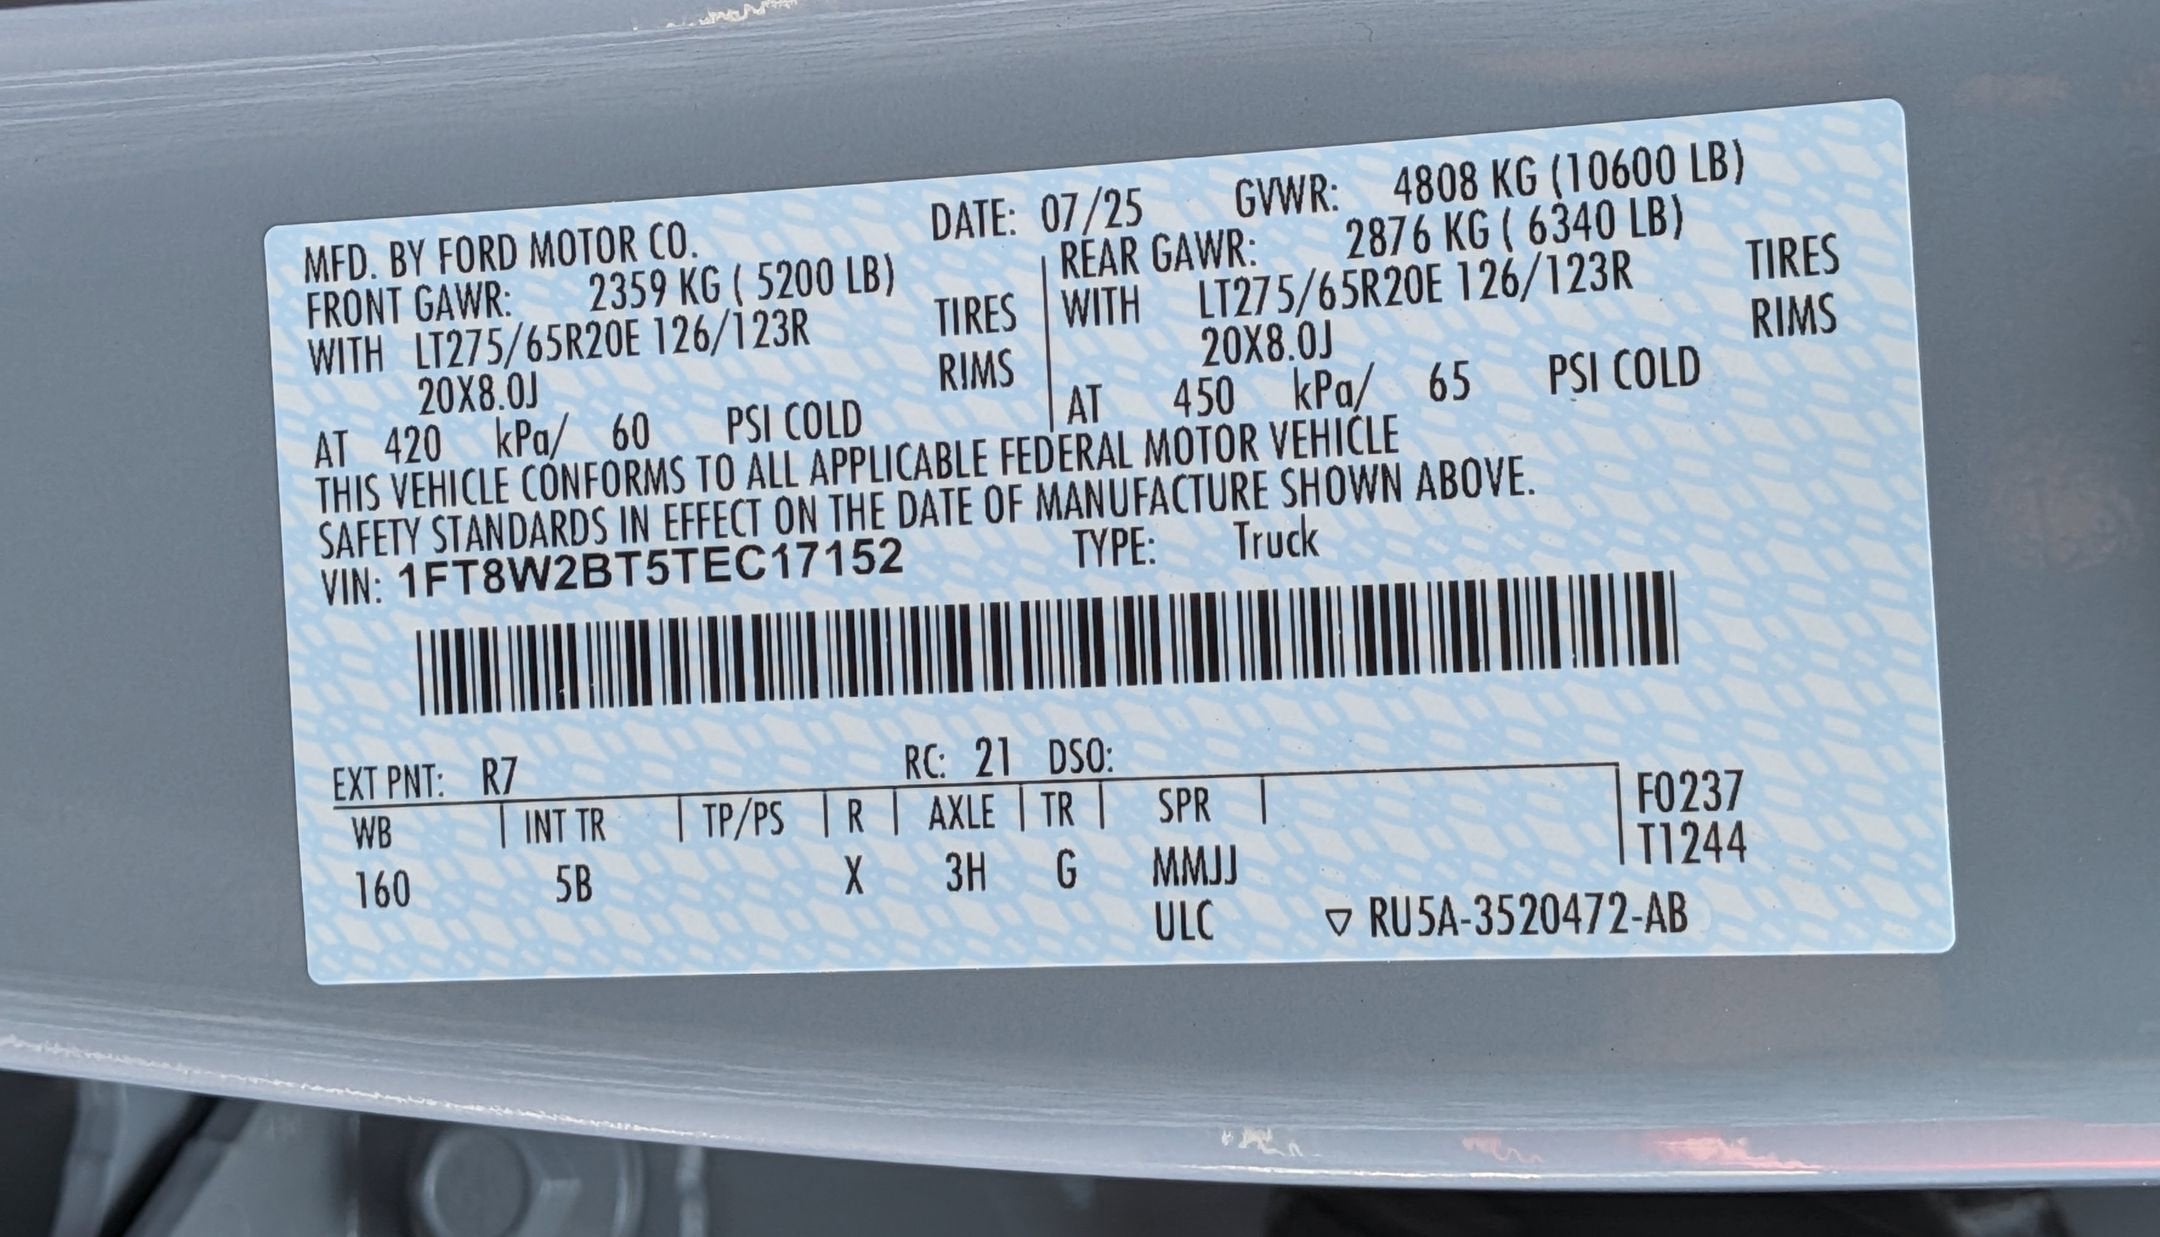 MFD. BY FORD MOTOR CO. DATE: 07/25 GVWR: 4808 KG (10600 LB)
FRONT GAWR: 2359 KG ( 5200 LB) REAR GAWR: 2876 KG ( 6340 LB)
WITH LT275/65R20E 126/123R TIRES WITH LT275/65R20E 126/123R TIRES
20X8.0J RIMS 20X8.0J RIMS
AT 420 kPa/ 60 PSI COLD AT 450 kPa/ 65 PSI COLD
THIS VEHICLE CONFORMS TO ALL APPLICABLE FEDERAL MOTOR VEHICLE
SAFETY STANDARDS IN EFFECT ON THE DATE OF MANUFACTURE SHOWN ABOVE.
VIN: 1FT8W2BT5TEC17152 TYPE: Truck
EXT PNT: R7 RC: 21 DSO:
WB INT TR TP/PS R AXLE TR SPR F0237
T1244
160 5B X 3H G MMJJ
ULC ▽ RU5A-3520472-AB